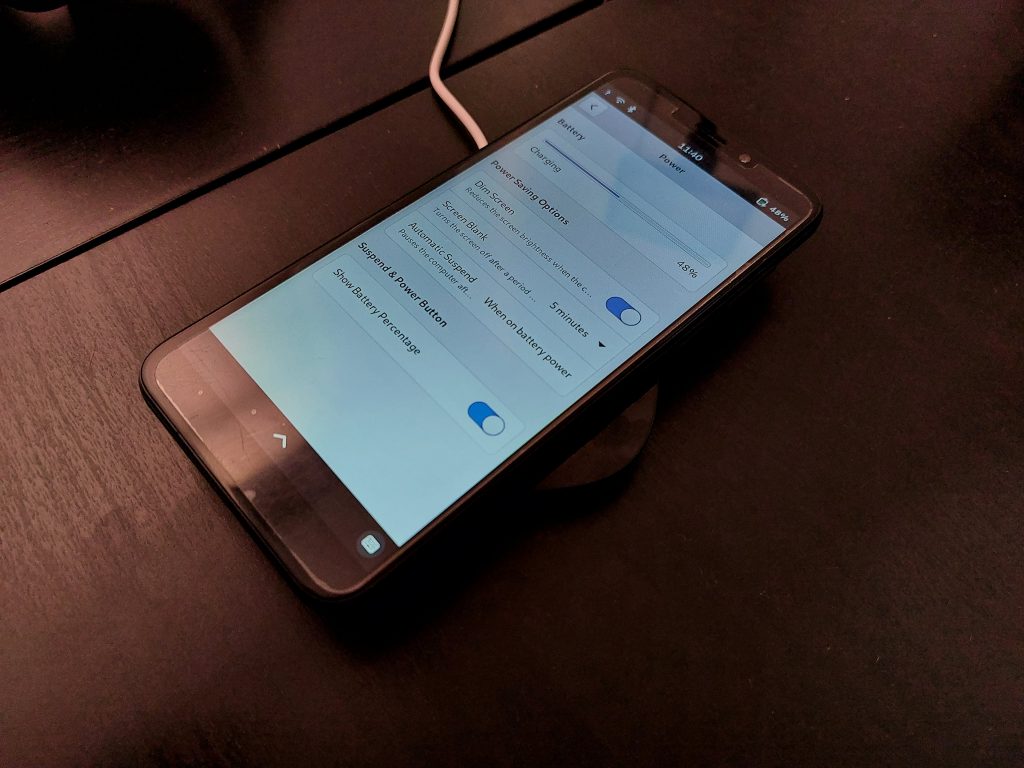 11:40
48%
Power
Battery
Charging
48%
Power Saving Options
Dim Screen
Reduces the screen brightness when the c…
Screen Blank
Turns the screen off after a period …
5 minutes
Automatic Suspend
Pauses the computer aft…
When on battery power
Suspend & Power Button
Show Battery Percentage